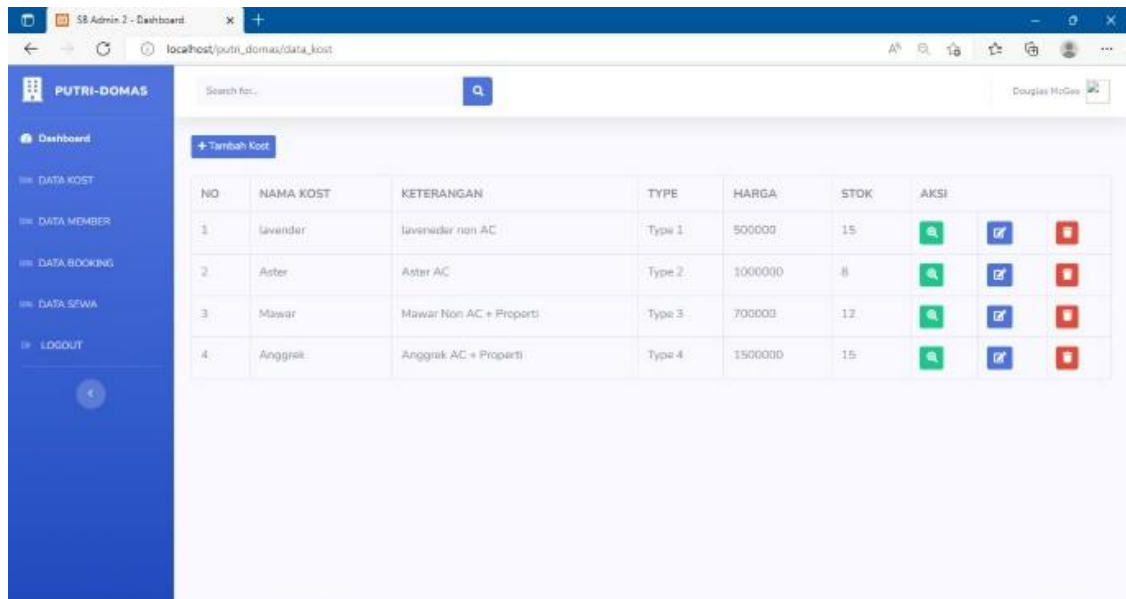 SB Admin 2 - Dashboard
localhost/putri_domas/data_kost
PUTRI-DOMAS
Search for...
Douglas McGee
Dashboard
+ Tambah Kost
DATA KOST
DATA MEMBER
DATA BOOKING
DATA SEWA
LOGOUT
NO NAMA KOST KETERANGAN TYPE HARGA STOK AKSI
1 lavender laveneder non AC Type 1 500000 15
2 Aster Aster AC Type 2 1000000 8
3 Mawar Mawar Non AC + Properti Type 3 700000 12
4 Anggrek Anggrek AC + Properti Type 4 1500000 15